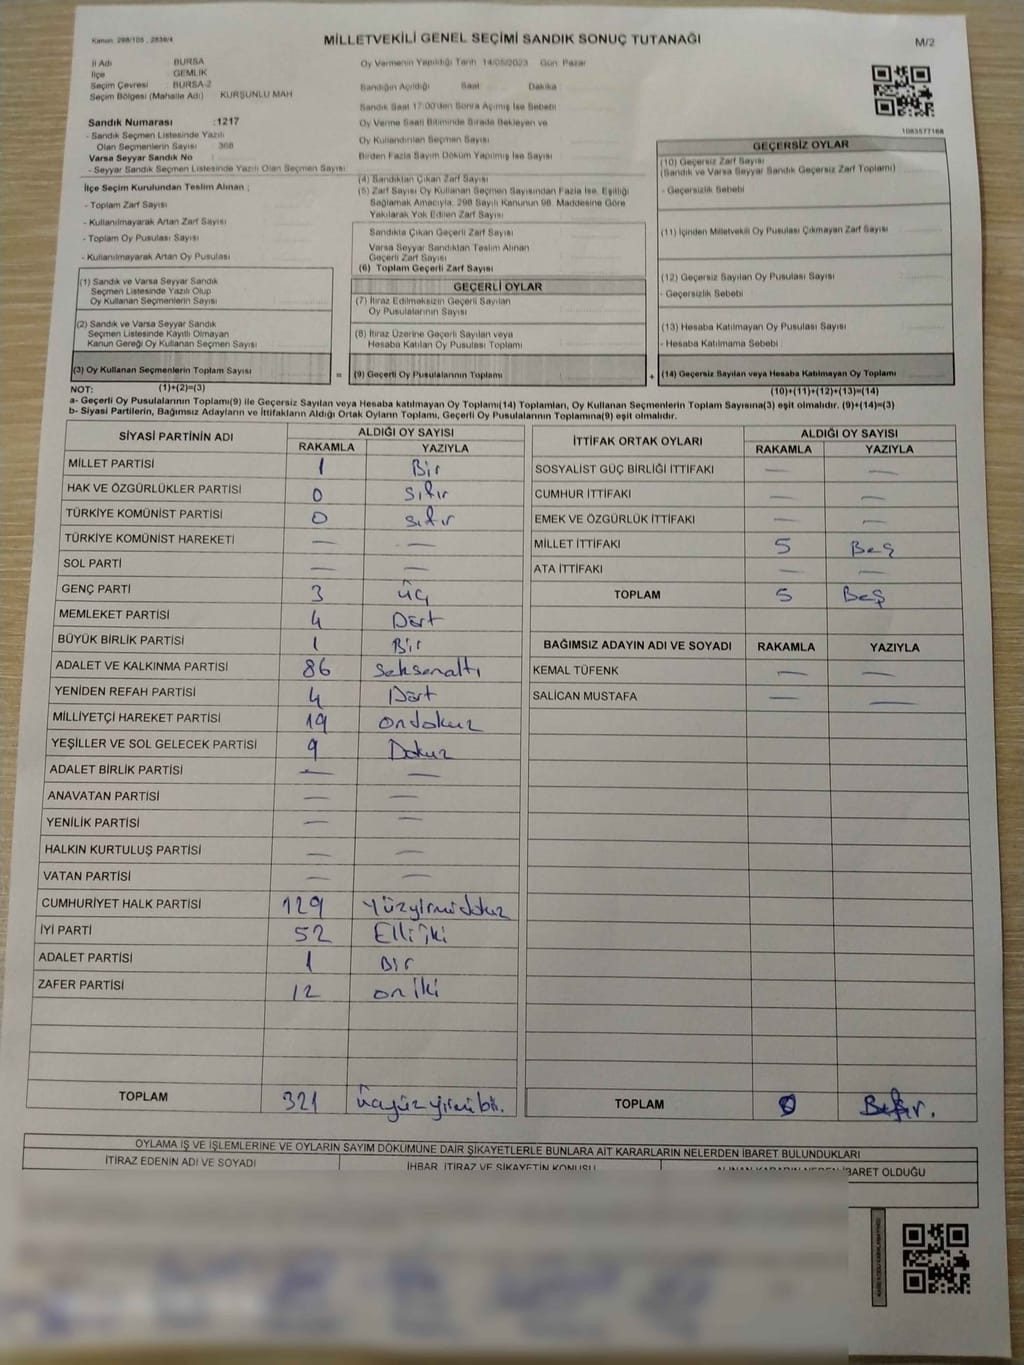 Kanun: 298/105 , 2839/4
MİLLETVEKİLİ GENEL SEÇİMİ SANDIK SONUÇ TUTANAĞI
M/2
İl Adı BURSA
İlçe GEMLİK
Seçim Çevresi BURSA-2
Seçim Bölgesi (Mahalle Adı) KURŞUNLU MAH
Sandık Numarası :1217
- Sandık Seçmen Listesinde Yazılı
Olan Seçmenlerin Sayısı : 368
Varsa Seyyar Sandık No :
- Seyyar Sandık Seçmen Listesinde Yazılı Olan Seçmen Sayısı
İlçe Seçim Kurulundan Teslim Alınan ;
- Toplam Zarf Sayısı
- Kullanılmayarak Artan Zarf Sayısı
- Toplam Oy Pusulası Sayısı
- Kullanılmayarak Artan Oy Pusulası
Oy Vermenin Yapıldığı Tarih 14/05/2023 Gün: Pazar
Sandığın Açıldığı Saat Dakika
Sandık Saat 17:00'den Sonra Açılmış İse Sebebi
Oy Verme Saati Bitiminde Sırada Bekleyen ve
Oy Kullandırılan Seçmen Sayısı
Birden Fazla Sayım Döküm Yapılmış İse Sayısı
(4) Sandıktan Çıkan Zarf Sayısı
(5) Zarf Sayısı Oy Kullanan Seçmen Sayısından Fazla İse, Eşitliği
Sağlamak Amacıyla, 298 Sayılı Kanunun 98. Maddesine Göre
Yakılarak Yok Edilen Zarf Sayısı
Sandıkta Çıkan Geçerli Zarf Sayısı
Varsa Seyyar Sandıktan Teslim Alınan
Geçerli Zarf Sayısı
(6) Toplam Geçerli Zarf Sayısı
1083577168
GEÇERSİZ OYLAR
(10) Geçersiz Zarf Sayısı
(Sandık ve Varsa Seyyar Sandık Geçersiz Zarf Toplamı)
- Geçersizlik Sebebi
(11) İçinden Milletvekili Oy Pusulası Çıkmayan Zarf Sayısı
(12) Geçersiz Sayılan Oy Pusulası Sayısı
- Geçersizlik Sebebi
(13) Hesaba Katılmayan Oy Pusulası Sayısı
- Hesaba Katılmama Sebebi
(1) Sandık ve Varsa Seyyar Sandık
Seçmen Listesinde Yazılı Olup
Oy Kullanan Seçmenlerin Sayısı
(2) Sandık ve Varsa Seyyar Sandık
Seçmen Listesinde Kayıtlı Olmayan
Kanun Gereği Oy Kullanan Seçmen Sayısı
GEÇERLİ OYLAR
(7) İtiraz Edilmeksizin Geçerli Sayılan
Oy Pusulalarının Sayısı
(8) İtiraz Üzerine Geçerli Sayılan veya
Hesaba Katılan Oy Pusulası Toplamı
(3) Oy Kullanan Seçmenlerin Toplam Sayısı = (9) Geçerli Oy Pusulalarının Toplamı + (14) Geçersiz Sayılan veya Hesaba Katılmayan Oy Toplamı
NOT: (1)+(2)=(3) (10)+(11)+(12)+(13)=(14)
a- Geçerli Oy Pusulalarının Toplamı(9) ile Geçersiz Sayılan veya Hesaba katılmayan Oy Toplamı(14) Toplamları, Oy Kullanan Seçmenlerin Toplam Sayısına(3) eşit olmalıdır. (9)+(14)=(3)
b- Siyasi Partilerin, Bağımsız Adayların ve İttifakların Aldığı Ortak Oyların Toplamı, Geçerli Oy Pusulalarının Toplamına(9) eşit olmalıdır.
SİYASİ PARTİNİN ADI ALDIĞI OY SAYISI
RAKAMLA YAZIYLA
MİLLET PARTİSİ 1 Bir
HAK VE ÖZGÜRLÜKLER PARTİSİ 0 sıfır
TÜRKİYE KOMÜNİST PARTİSİ 0 sıfır
TÜRKİYE KOMÜNİST HAREKETİ — —
SOL PARTİ — —
GENÇ PARTİ 3 üç
MEMLEKET PARTİSİ 4 Dört
BÜYÜK BİRLİK PARTİSİ 1 Bir
ADALET VE KALKINMA PARTİSİ 86 Seksenaltı
YENİDEN REFAH PARTİSİ 4 Dört
MİLLİYETÇİ HAREKET PARTİSİ 19 ondokuz
YEŞİLLER VE SOL GELECEK PARTİSİ 9 Dokuz
ADALET BİRLİK PARTİSİ — —
ANAVATAN PARTİSİ — —
YENİLİK PARTİSİ — —
HALKIN KURTULUŞ PARTİSİ — —
VATAN PARTİSİ — —
CUMHURİYET HALK PARTİSİ 129 Yüzyirmidokuz
İYİ PARTİ 52 Elliiki
ADALET PARTİSİ 1 Bir
ZAFER PARTİSİ 12 oniki
TOPLAM 321 üçyüzyirmibir.
İTTİFAK ORTAK OYLARI ALDIĞI OY SAYISI
RAKAMLA YAZIYLA
SOSYALİST GÜÇ BİRLİĞİ İTTİFAKI — —
CUMHUR İTTİFAKI — —
EMEK VE ÖZGÜRLÜK İTTİFAKI — —
MİLLET İTTİFAKI 5 Beş
ATA İTTİFAKI — —
TOPLAM 5 Beş
BAĞIMSIZ ADAYIN ADI VE SOYADI RAKAMLA YAZIYLA
KEMAL TÜFENK — —
SALİCAN MUSTAFA — —
TOPLAM
OYLAMA İŞ VE İŞLEMLERİNE VE OYLARIN SAYIM DÖKÜMÜNE DAİR ŞİKAYETLERLE BUNLARA AİT KARARLARIN NELERDEN İBARET BULUNDUKLARI
İTİRAZ EDENİN ADI VE SOYADI İHBAR, İTİRAZ VE ŞİKAYETİN KONUSU ALINAN KARARIN NEDEN İBARET OLDUĞU